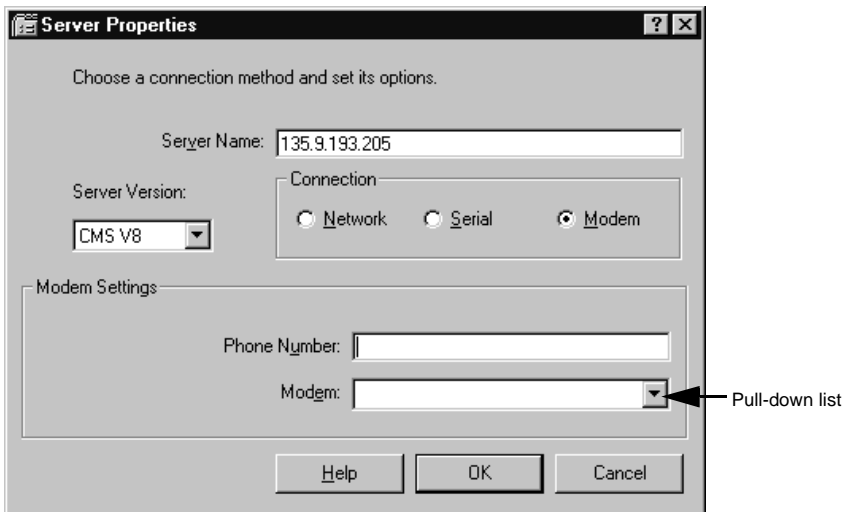 Server Properties
Choose a connection method and set its options.
Server Name: 135.9.193.205
Server Version:
CMS V8
Connection
Network Serial Modem
Modem Settings
Phone Number:
Modem:
Pull-down list
Help OK Cancel